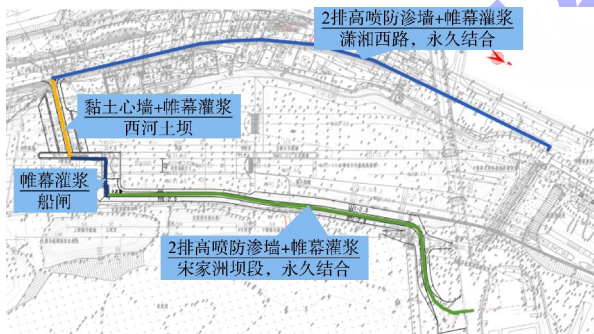 2排高喷防渗墙+帷幕灌浆
潇湘西路，永久结合
黏土心墙+帷幕灌浆
西河土坝
帷幕灌浆
船闸
2排高喷防渗墙+帷幕灌浆
宋家洲坝段，永久结合